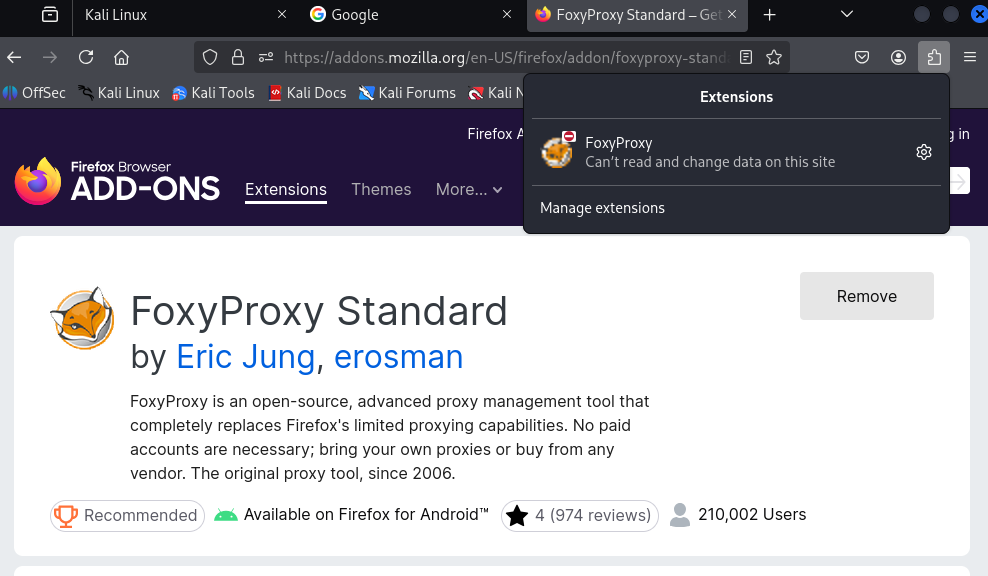 Kali Linux
Google
FoxyProxy Standard – Get
https://addons.mozilla.org/en-US/firefox/addon/foxyproxy-stand
OffSec Kali Linux Kali Tools Kali Docs Kali Forums Kali N
Extensions
FoxyProxy
Can't read and change data on this site
Manage extensions
Firefox A
g in
Firefox Browser
ADD-ONS
Extensions Themes More...
FoxyProxy Standard
by Eric Jung, erosman
Remove
FoxyProxy is an open-source, advanced proxy management tool that
completely replaces Firefox's limited proxying capabilities. No paid
accounts are necessary; bring your own proxies or buy from any
vendor. The original proxy tool, since 2006.
Recommended Available on Firefox for Android™ 4 (974 reviews) 210,002 Users